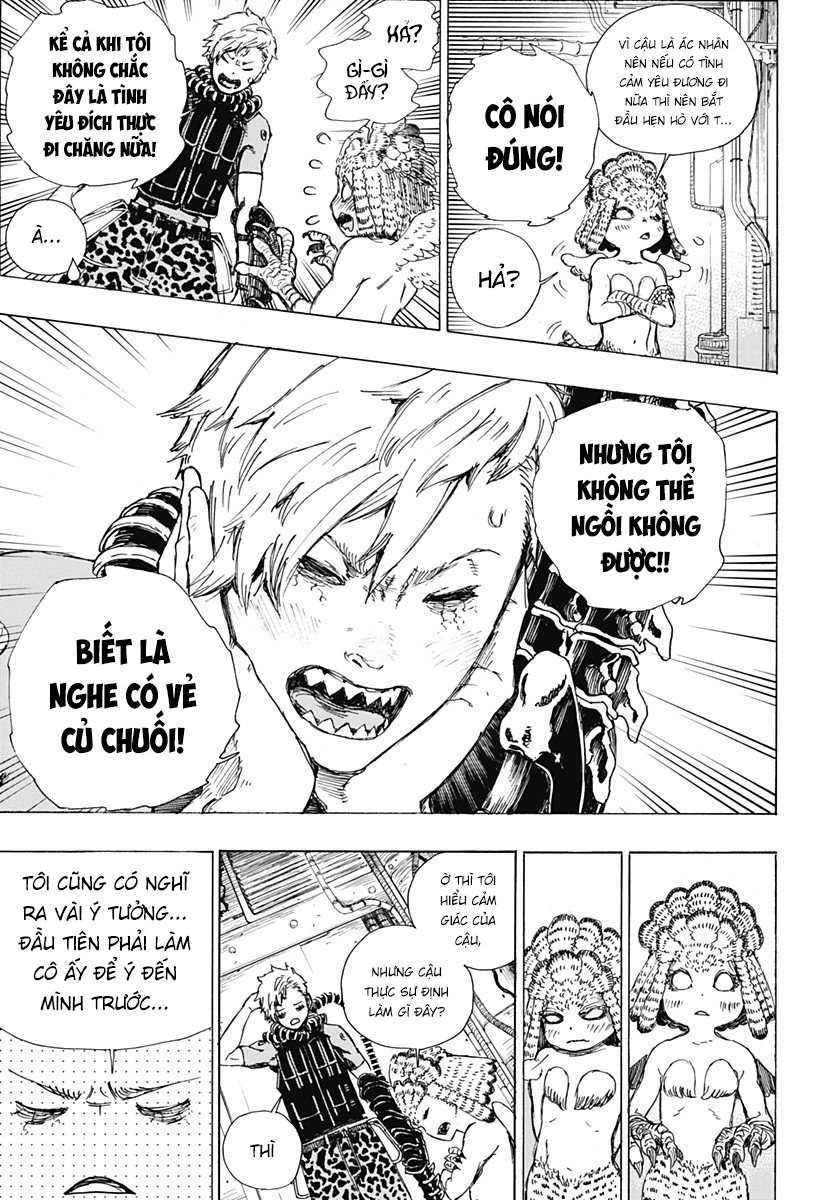 VÌ CẬU LÀ ÁC NHÂN
NÊN NẾU CÓ TÌNH
CẢM YÊU ĐƯƠNG ĐI
NỮA THÌ NÊN BẮT
ĐẦU HẸN HÒ VỚI T...
CÔ NÓI
ĐÚNG!
HẢ?
HẢ?
GÌ-GÌ
ĐẤY?
KỂ CẢ KHI TÔI
KHÔNG CHẮC
ĐÂY LÀ TÌNH
YÊU ĐÍCH THỰC
ĐI CHĂNG NỮA!
À...
NHƯNG TÔI
KHÔNG THỂ
NGỒI KHÔNG
ĐƯỢC!!
BIẾT LÀ
NGHE CÓ VẺ
CỦ CHUỐI!
Ờ THÌ TÔI
HIỂU CẢM
GIÁC CỦA
CẬU,
NHƯNG CẬU
THỰC SỰ ĐỊNH
LÀM GÌ ĐÂY?
THÌ
TÔI CŨNG CÓ NGHĨ
RA VÀI Ý TƯỞNG...
ĐẦU TIÊN PHẢI LÀM
CÔ ẤY ĐỂ Ý ĐẾN
MÌNH TRƯỚC...